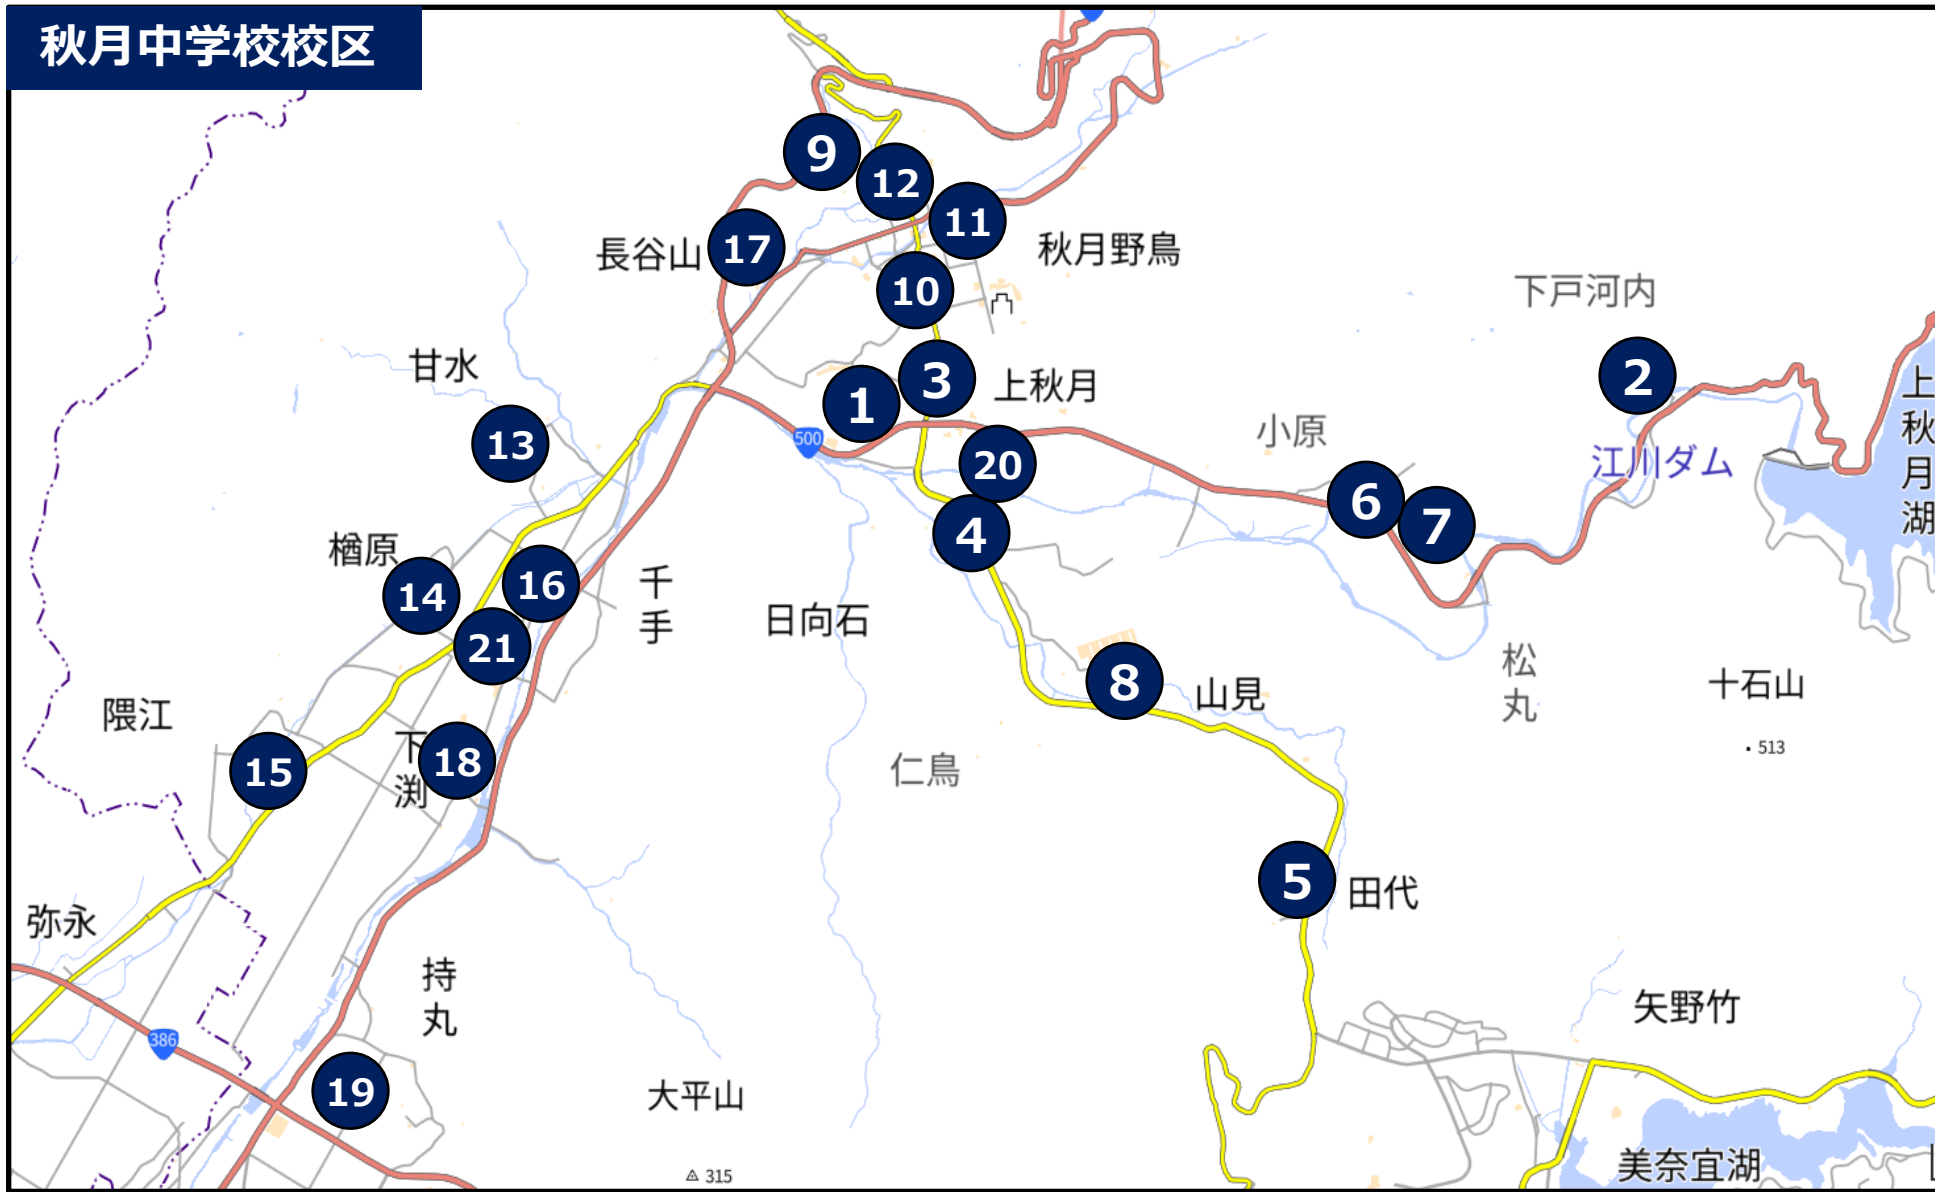 秋月中学校校区
9
12
11
17
長谷山
秋月野鳥
10
下戸河内
甘水
3
上秋月
1
2
上秋月湖
小原
13
500
20
江川ダム
6
7
4
楢原
14
16
千手
日向石
21
松丸
8
山見
十石山
隈江
513
下渕
18
15
仁鳥
5
田代
弥永
持丸
矢野竹
386
19
大平山
美奈宜湖
315